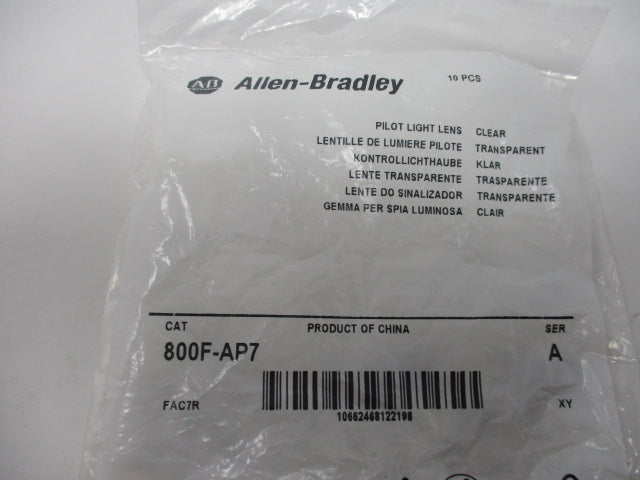 AB Allen-Bradley 10 PCS
PILOT LIGHT LENS CLEAR
LENTILLE DE LUMIERE PILOTE TRANSPARENT
KONTROLLICHTHAUBE KLAR
LENTE TRANSPARENTE TRASPARENTE
LENTE DO SINALIZADOR TRANSPARENTE
GEMMA PER SPIA LUMINOSA CLAIR
CAT PRODUCT OF CHINA SER
800F-AP7 A
FAC7R XY
10662468122198